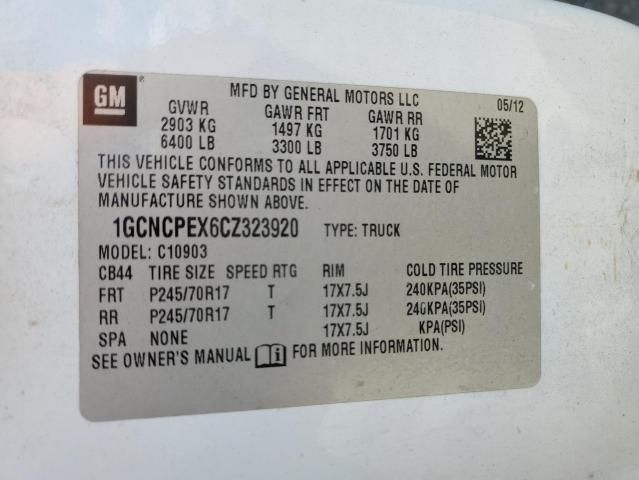 GM
MFD BY GENERAL MOTORS LLC 05/12
GVWR GAWR FRT GAWR RR
2903 KG 1497 KG 1701 KG
6400 LB 3300 LB 3750 LB
THIS VEHICLE CONFORMS TO ALL APPLICABLE U.S. FEDERAL MOTOR
VEHICLE SAFETY STANDARDS IN EFFECT ON THE DATE OF
MANUFACTURE SHOWN ABOVE.
1GCNCPEX6CZ323920 TYPE: TRUCK
MODEL: C10903
CB44 TIRE SIZE SPEED RTG RIM COLD TIRE PRESSURE
FRT P245/70R17 T 17X7.5J 240KPA(35PSI)
RR P245/70R17 T 17X7.5J 240KPA(35PSI)
SPA NONE 17X7.5J KPA(PSI)
SEE OWNER'S MANUAL FOR MORE INFORMATION.